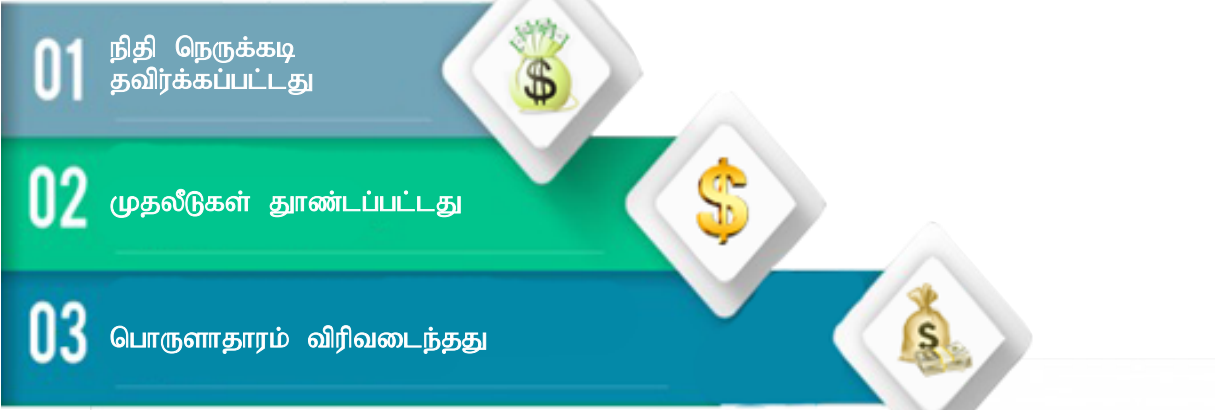 01 நிதி நெருக்கடி
தவிர்க்கப்பட்டது
02 முதலீடுகள் தூண்டப்பட்டது
03 பொருளாதாரம் விரிவடைந்தது